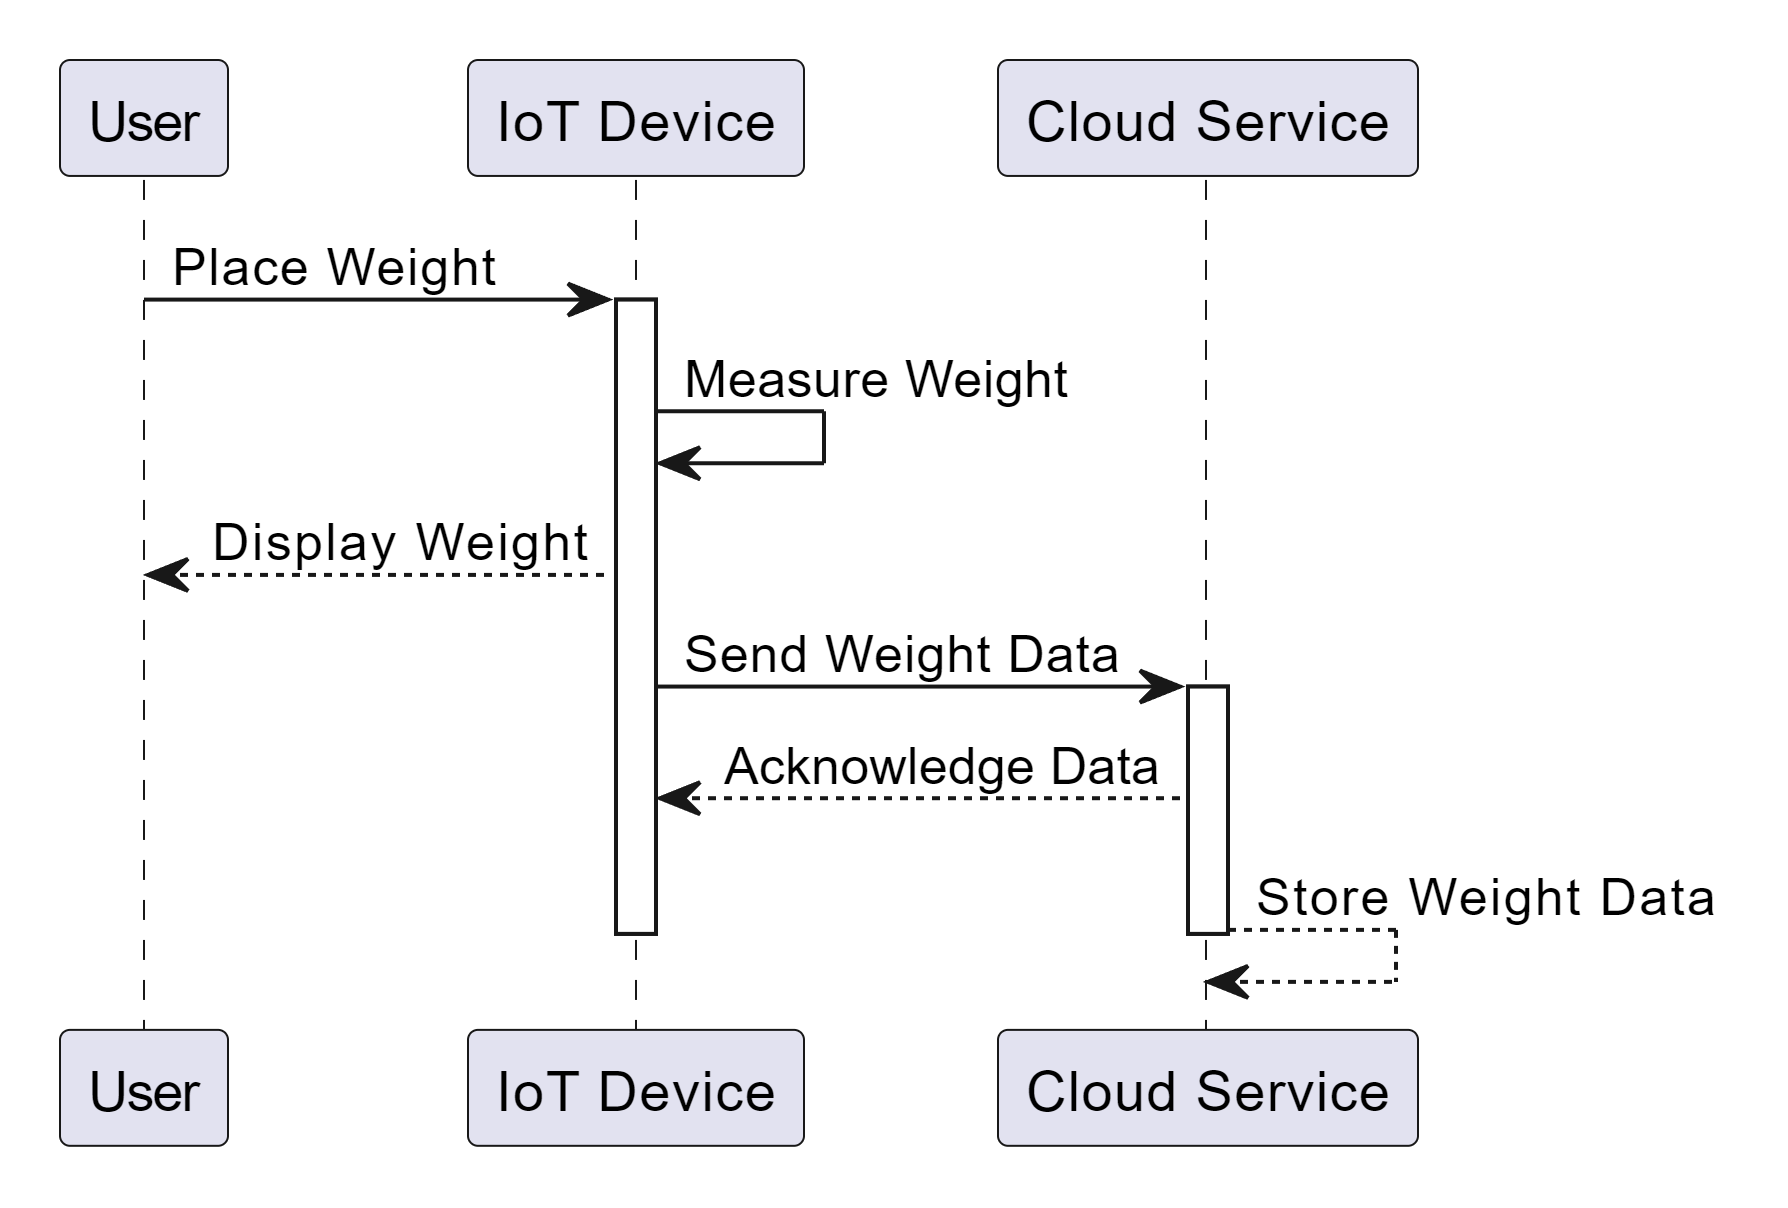 User
IoT Device
Cloud Service
Place Weight
Measure Weight
Display Weight
Send Weight Data
Acknowledge Data
Store Weight Data
User
IoT Device
Cloud Service